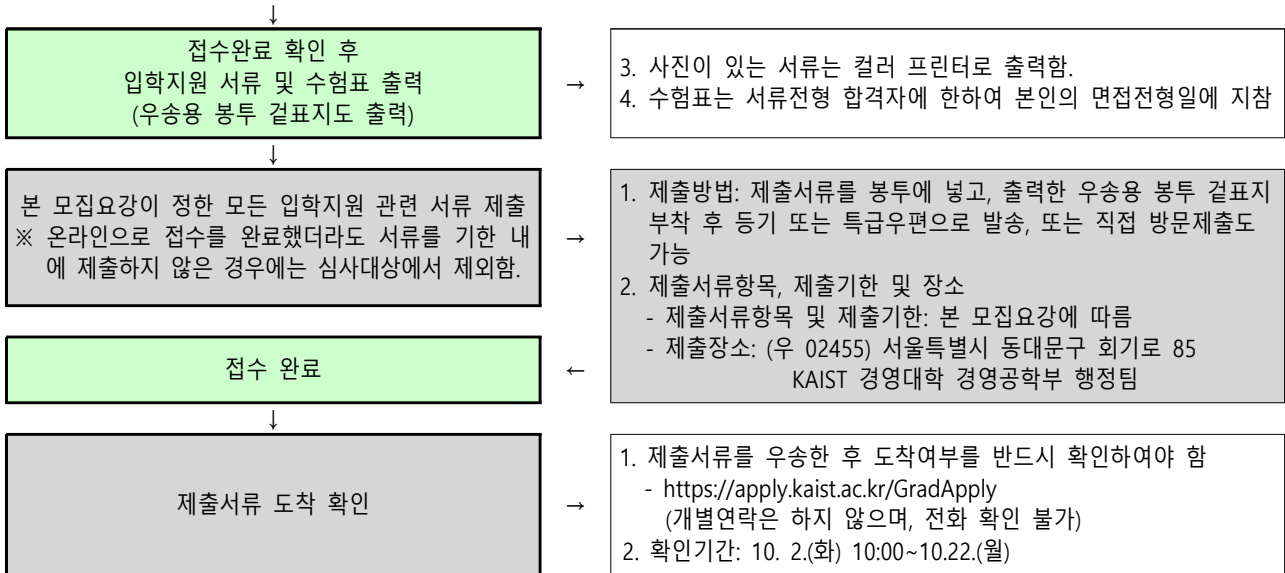 ↓
접수완료 확인 후
입학지원 서류 및 수험표 출력
(우송용 봉투 겉표지도 출력)
→
3. 사진이 있는 서류는 컬러 프린터로 출력함.
4. 수험표는 서류전형 합격자에 한하여 본인의 면접전형일에 지참
↓
본 모집요강이 정한 모든 입학지원 관련 서류 제출
※ 온라인으로 접수를 완료했더라도 서류를 기한 내
에 제출하지 않은 경우에는 심사대상에서 제외함.
→
1. 제출방법: 제출서류를 봉투에 넣고, 출력한 우송용 봉투 겉표지
부착 후 등기 또는 특급우편으로 발송, 또는 직접 방문제출도
가능
2. 제출서류항목, 제출기한 및 장소
- 제출서류항목 및 제출기한: 본 모집요강에 따름
- 제출장소: (우 02455) 서울특별시 동대문구 회기로 85
KAIST 경영대학 경영공학부 행정팀
접수 완료
←
↓
제출서류 도착 확인
→
1. 제출서류를 우송한 후 도착여부를 반드시 확인하여야 함
- https://apply.kaist.ac.kr/GradApply
(개별연락은 하지 않으며, 전화 확인 불가)
2. 확인기간: 10. 2.(화) 10:00~10.22.(월)